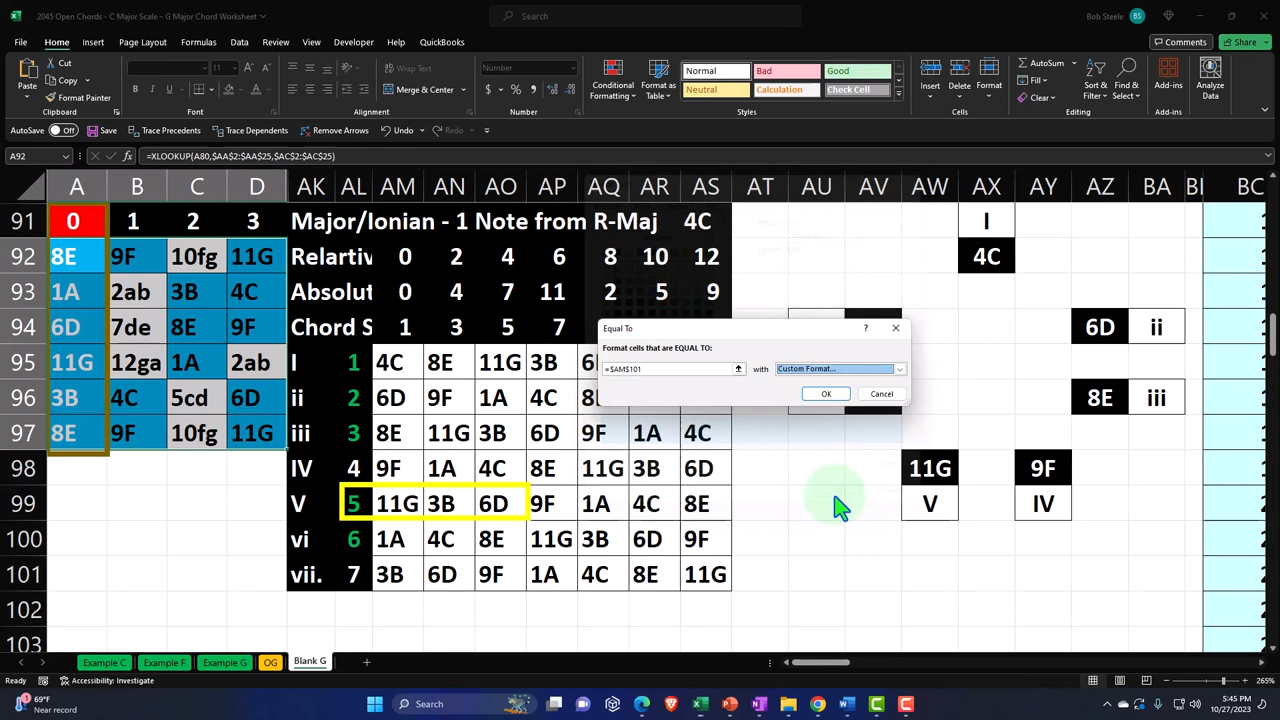 2045 Open Chords - C Major Scale – G Major Chord Worksheet
Search
Bob Steele BS
File Home Insert Page Layout Formulas Data Review View Developer Help QuickBooks
Comments Share
Paste
Cut
Copy
Format Painter
Clipboard
11
Font
Wrap Text
Merge & Center
Alignment
Number
Number
Conditional Formatting
Format as Table
Normal Bad Good
Neutral Calculation Check Cell
Styles
Insert Delete Format
Cells
AutoSum
Fill
Clear
Sort & Filter
Find & Select
Editing
Add-ins
Add-ins
Analyze Data
AutoSave Off Save Trace Precedents Trace Dependents Remove Arrows Undo Redo
A92 fx =XLOOKUP(A80,$AA$2:$AA$25,$AC$2:$AC$25)
A B C D AK AL AM AN AO AP AQ AR AS AT AU AV AW AX AY AZ BA BC
91 0 1 2 3 Major/Ionian - 1 Note from R-Maj 4C I
92 8E 9F 10fg 11G Relartiv 0 2 4 6 8 10 12 4C
93 1A 2ab 3B 4C Absolut 0 4 7 11 2 5 9
94 6D 7de 8E 9F Chord S 1 3 5 7 6D ii
95 11G 12ga 1A 2ab I 1 4C 8E 11G 3B
96 3B 4C 5cd 6D ii 2 6D 9F 1A 4C 8E iii
97 8E 9F 10fg 11G iii 3 8E 11G 3B 6D 9F 1A 4C
98 IV 4 9F 1A 4C 8E 11G 3B 6D 11G 9F
99 V 5 11G 3B 6D 9F 1A 4C 8E V IV
100 vi 6 1A 4C 8E 11G 3B 6D 9F
101 vii. 7 3B 6D 9F 1A 4C 8E 11G
102
103
Equal To ?
Format cells that are EQUAL TO:
=$AM$101 with Custom Format...
OK Cancel
Example C Example F Example G OG Blank G
Ready Accessibility: Investigate 265%
69°F
Near record
Search
5:45 PM
10/27/2023